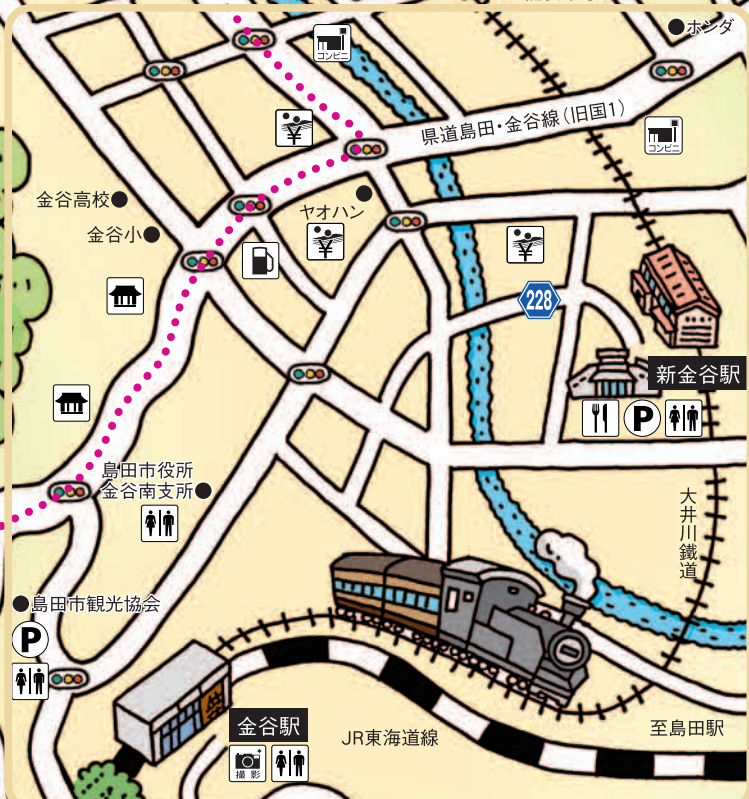 ホンダ
コンビニ
県道島田・金谷線(旧国1)
コンビニ
¥
金谷高校
ヤオハン
金谷小
¥
¥
228
新金谷駅
P
島田市役所
金谷南支所
大井川鐵道
島田市観光協会
P
金谷駅
撮影
JR東海道線
至島田駅